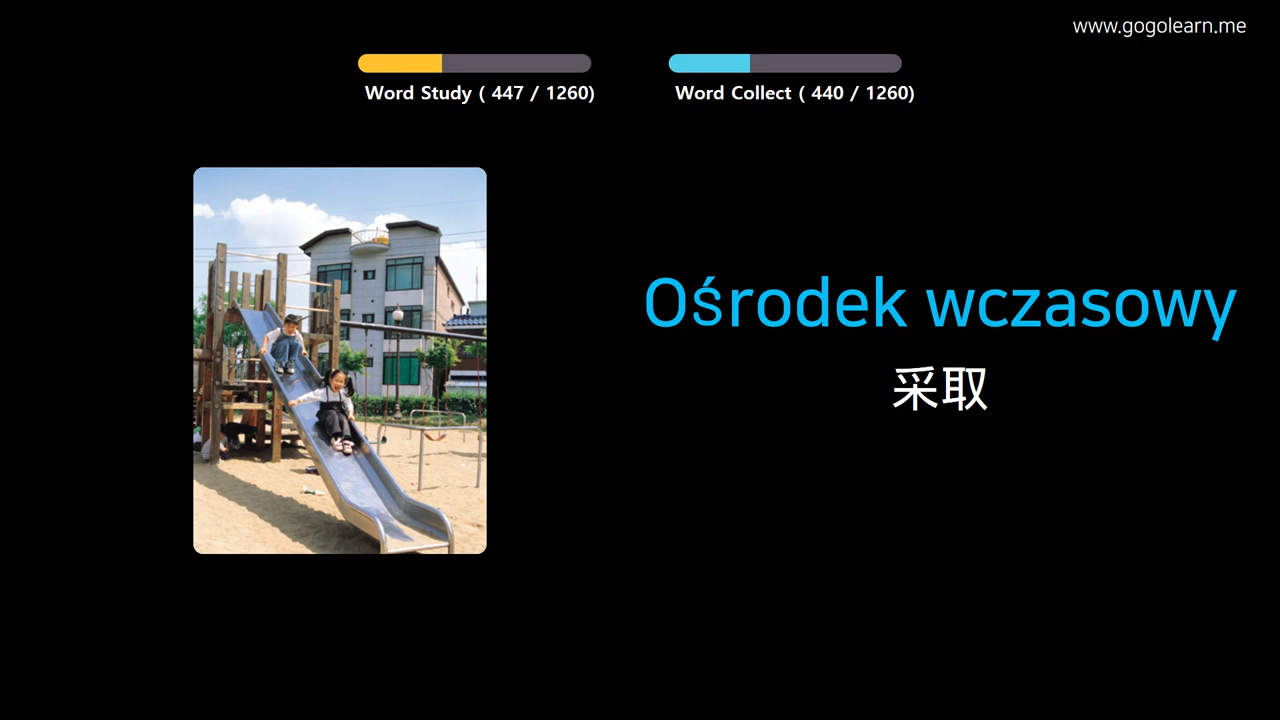 www.gogolearn.me
Word Study ( 447 / 1260)
Word Collect ( 440 / 1260)
Ośrodek wczasowy
采取